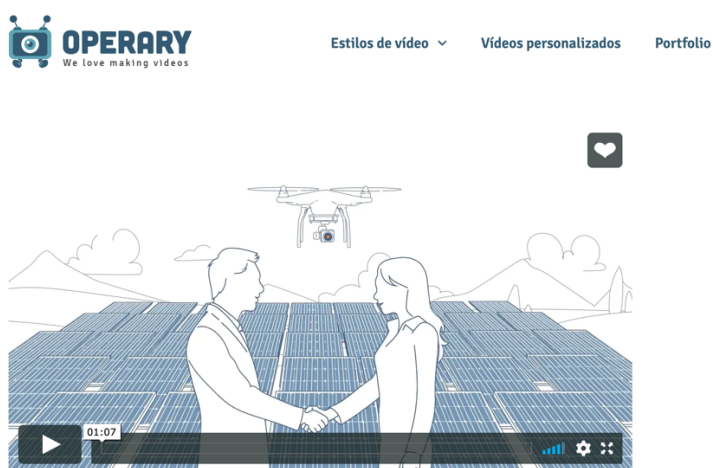 OPERARY
We love making videos
Estilos de vídeo
Vídeos personalizados
Portfolio
01:07